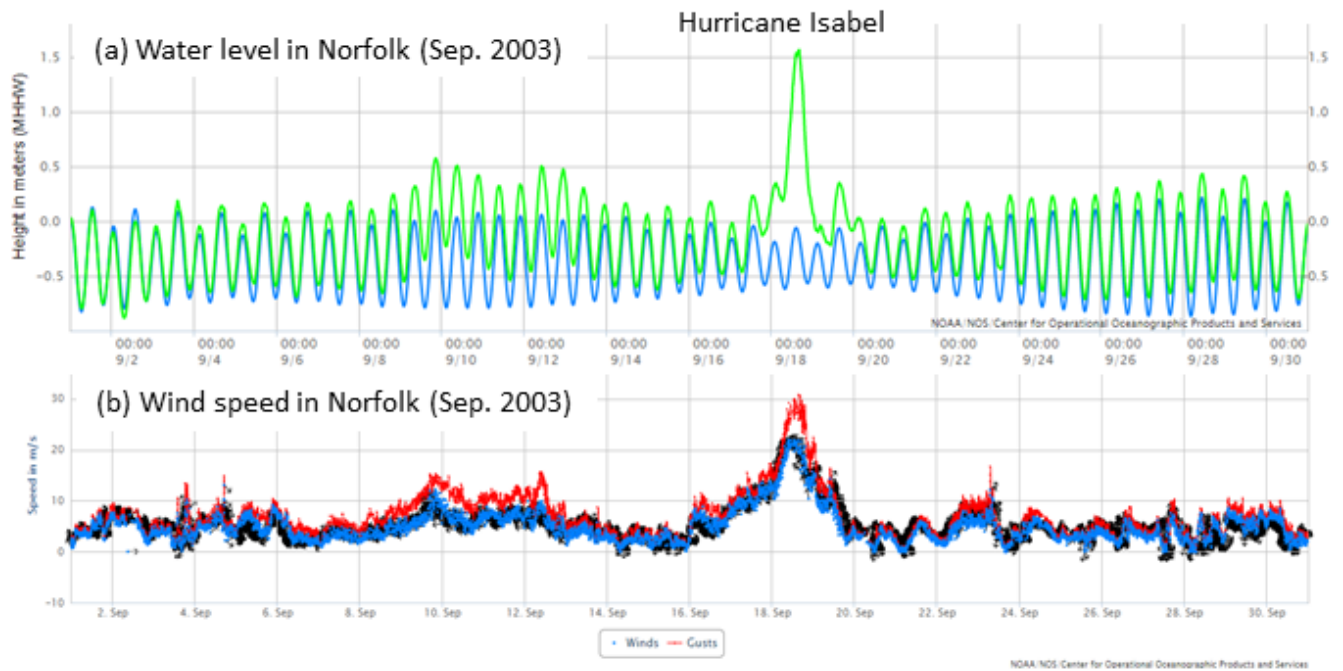 Hurricane Isabel
(a) Water level in Norfolk (Sep. 2003)
Height in meters (MHHW)
1.5 1.5
1.0 1.0
0.5 0.5
0.0 0.0
-0.5 -0.5
NOAA/NOS/Center for Operational Oceanographic Products and Services
00:00 00:00 00:00 00:00 00:00 00:00 00:00 00:00 00:00 00:00 00:00 00:00 00:00 00:00 00:00
9/2 9/4 9/6 9/8 9/10 9/12 9/14 9/16 9/18 9/20 9/22 9/24 9/26 9/28 9/30
(b) Wind speed in Norfolk (Sep. 2003)
Speed in m/s
30
20
10
0
-10
2. Sep 4. Sep 6. Sep 8. Sep 10. Sep 12. Sep 14. Sep 16. Sep 18. Sep 20. Sep 22. Sep 24. Sep 26. Sep 28. Sep 30. Sep
Winds Gusts
NOAA/NOS/Center for Operational Oceanographic Products and Services